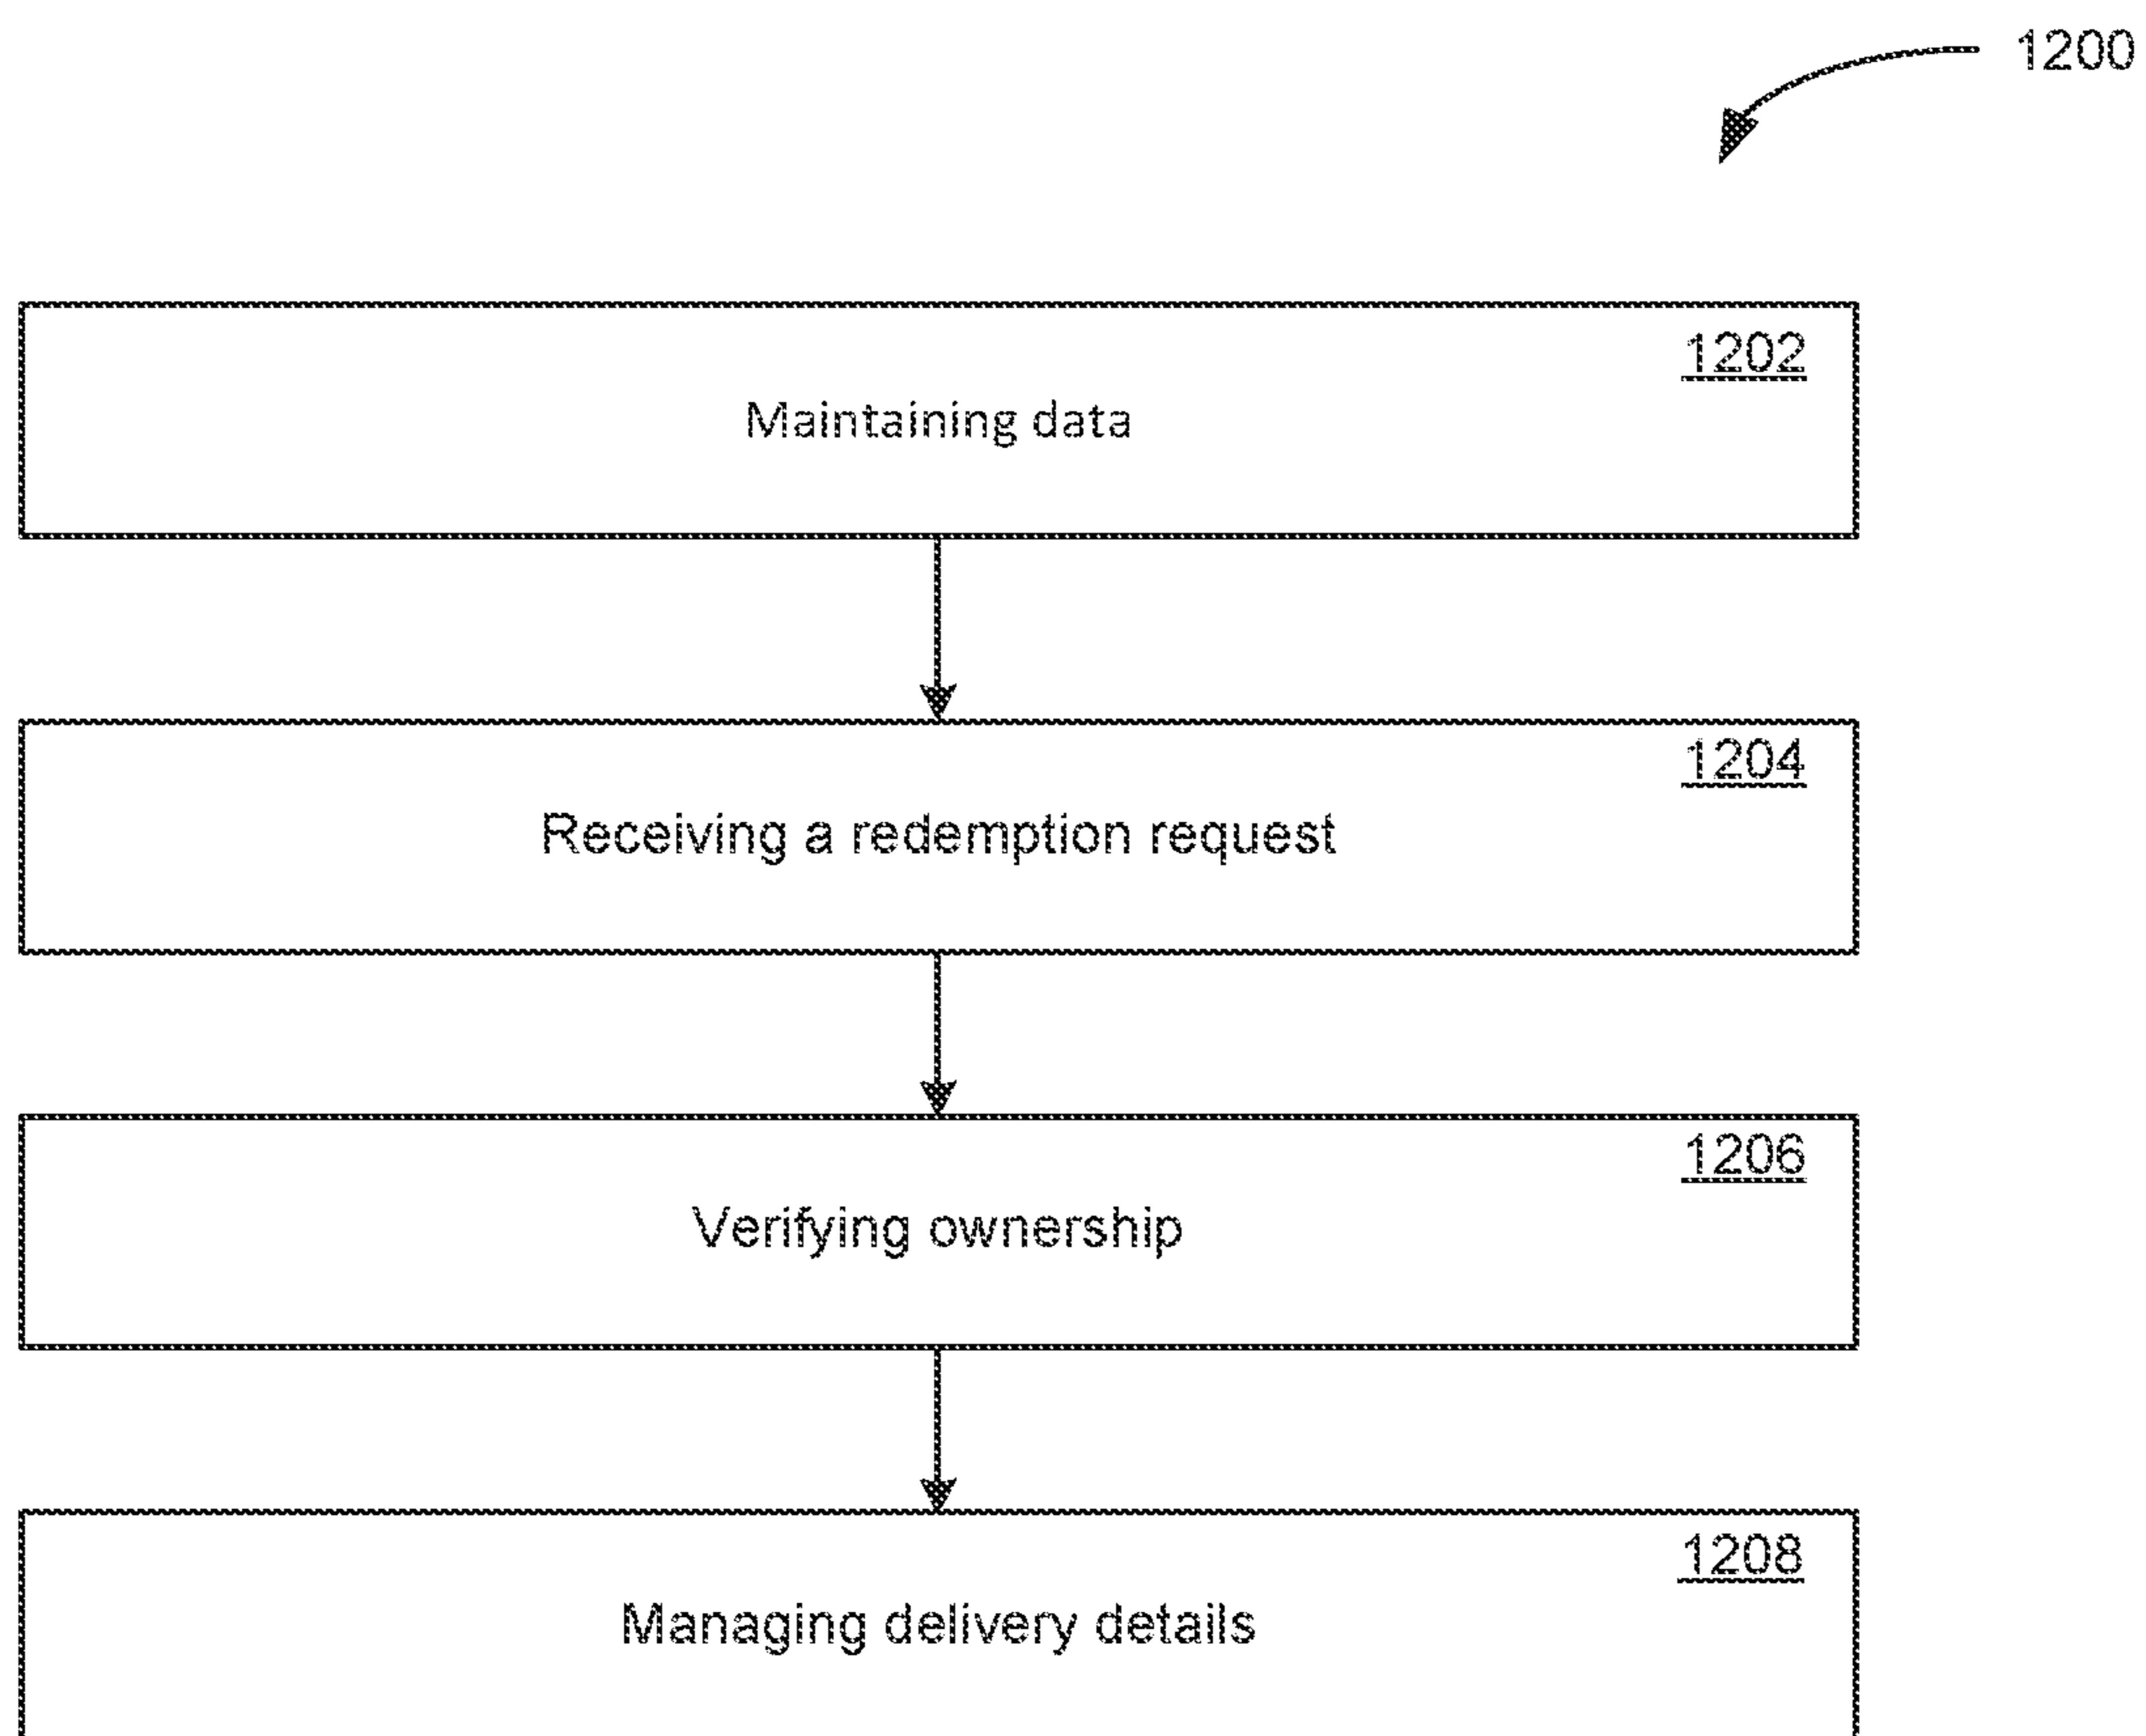 1200
1202
Maintaining data
1204
Receiving a redemption request
1206
Verifying ownership
1208
Managing delivery details